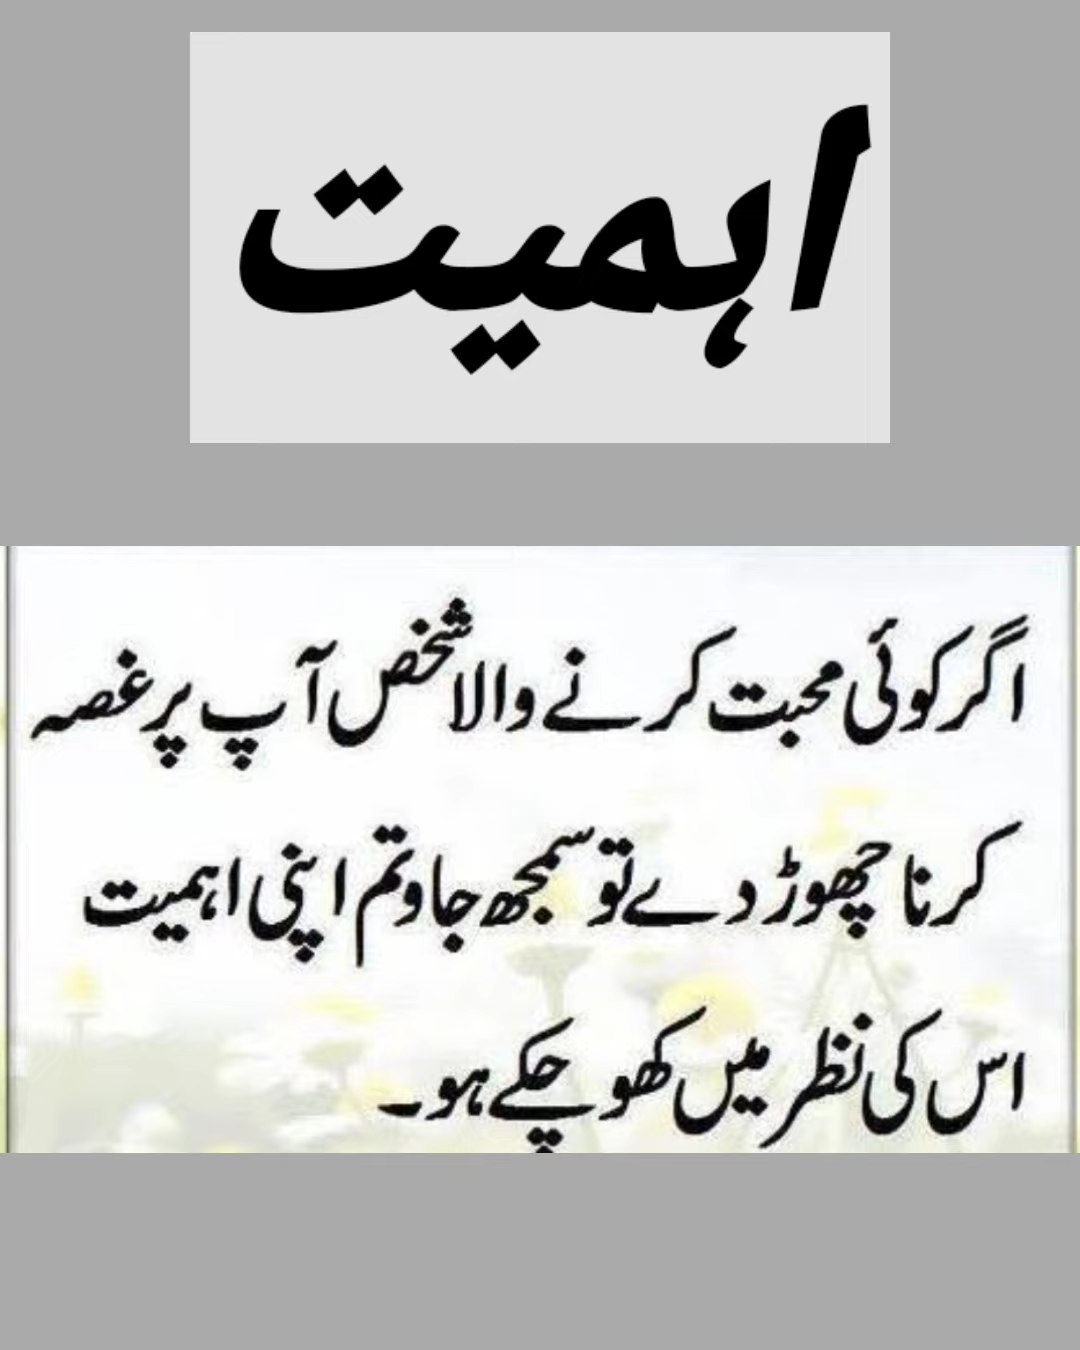 اہمیت
اگر کوئی محبت کرنے والا شخص آپ پر غصہ
کرنا چھوڑ دے تو سمجھ جاو تم اپنی اہمیت
اس کی نظر میں کھو چکے ہو۔